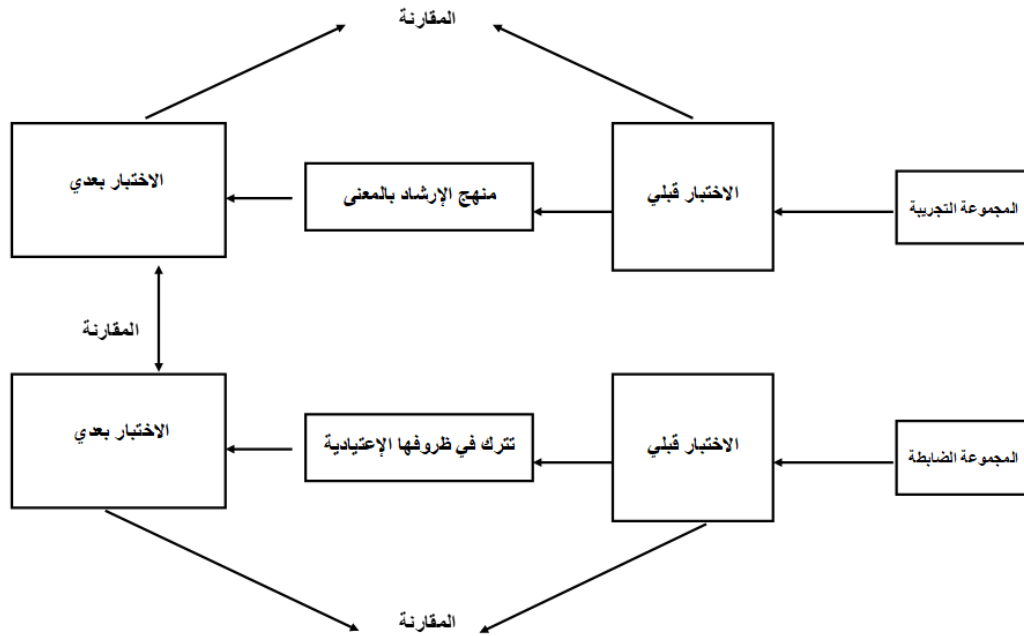 المقارنة
المجموعة التجريبة
الاختبار قبلي
منهج الإرشاد بالمعنى
الاختبار بعدي
المقارنة
المجموعة الضابطة
الاختبار قبلي
تترك في ظروفها الإعتيادية
الاختبار بعدي
المقارنة